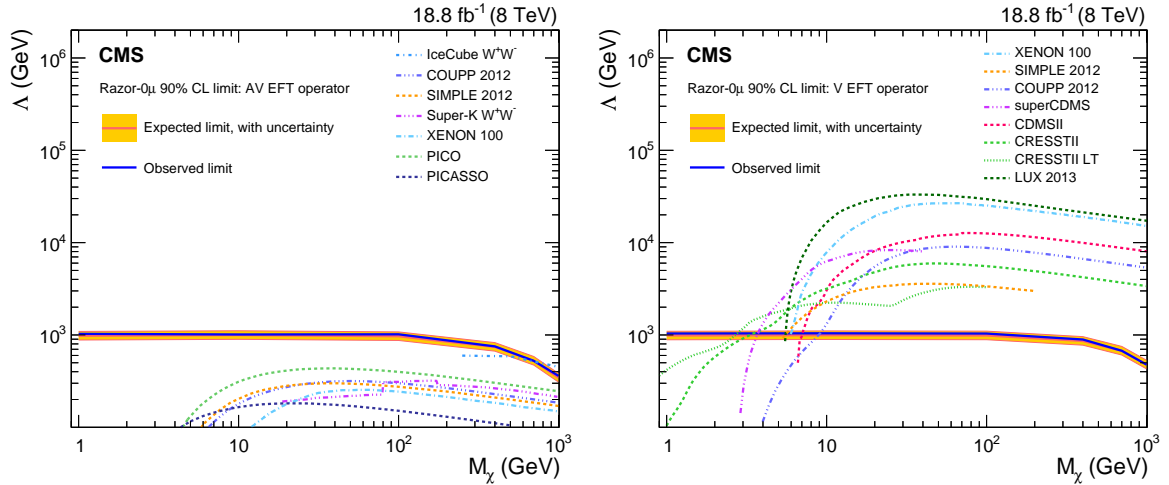 18.8 fb⁻¹ (8 TeV)
Λ (GeV)
10⁶
10⁵
10⁴
10³
CMS
Razor-0μ 90% CL limit: AV EFT operator
Expected limit, with uncertainty
Observed limit
IceCube W⁺W⁻
COUPP 2012
SIMPLE 2012
Super-K W⁺W⁻
XENON 100
PICO
PICASSO
1 10 10² 10³
Mχ (GeV)
18.8 fb⁻¹ (8 TeV)
Λ (GeV)
10⁶
10⁵
10⁴
10³
CMS
Razor-0μ 90% CL limit: V EFT operator
Expected limit, with uncertainty
Observed limit
XENON 100
SIMPLE 2012
COUPP 2012
superCDMS
CDMSII
CRESSTII
CRESSTII LT
LUX 2013
1 10 10² 10³
Mχ (GeV)